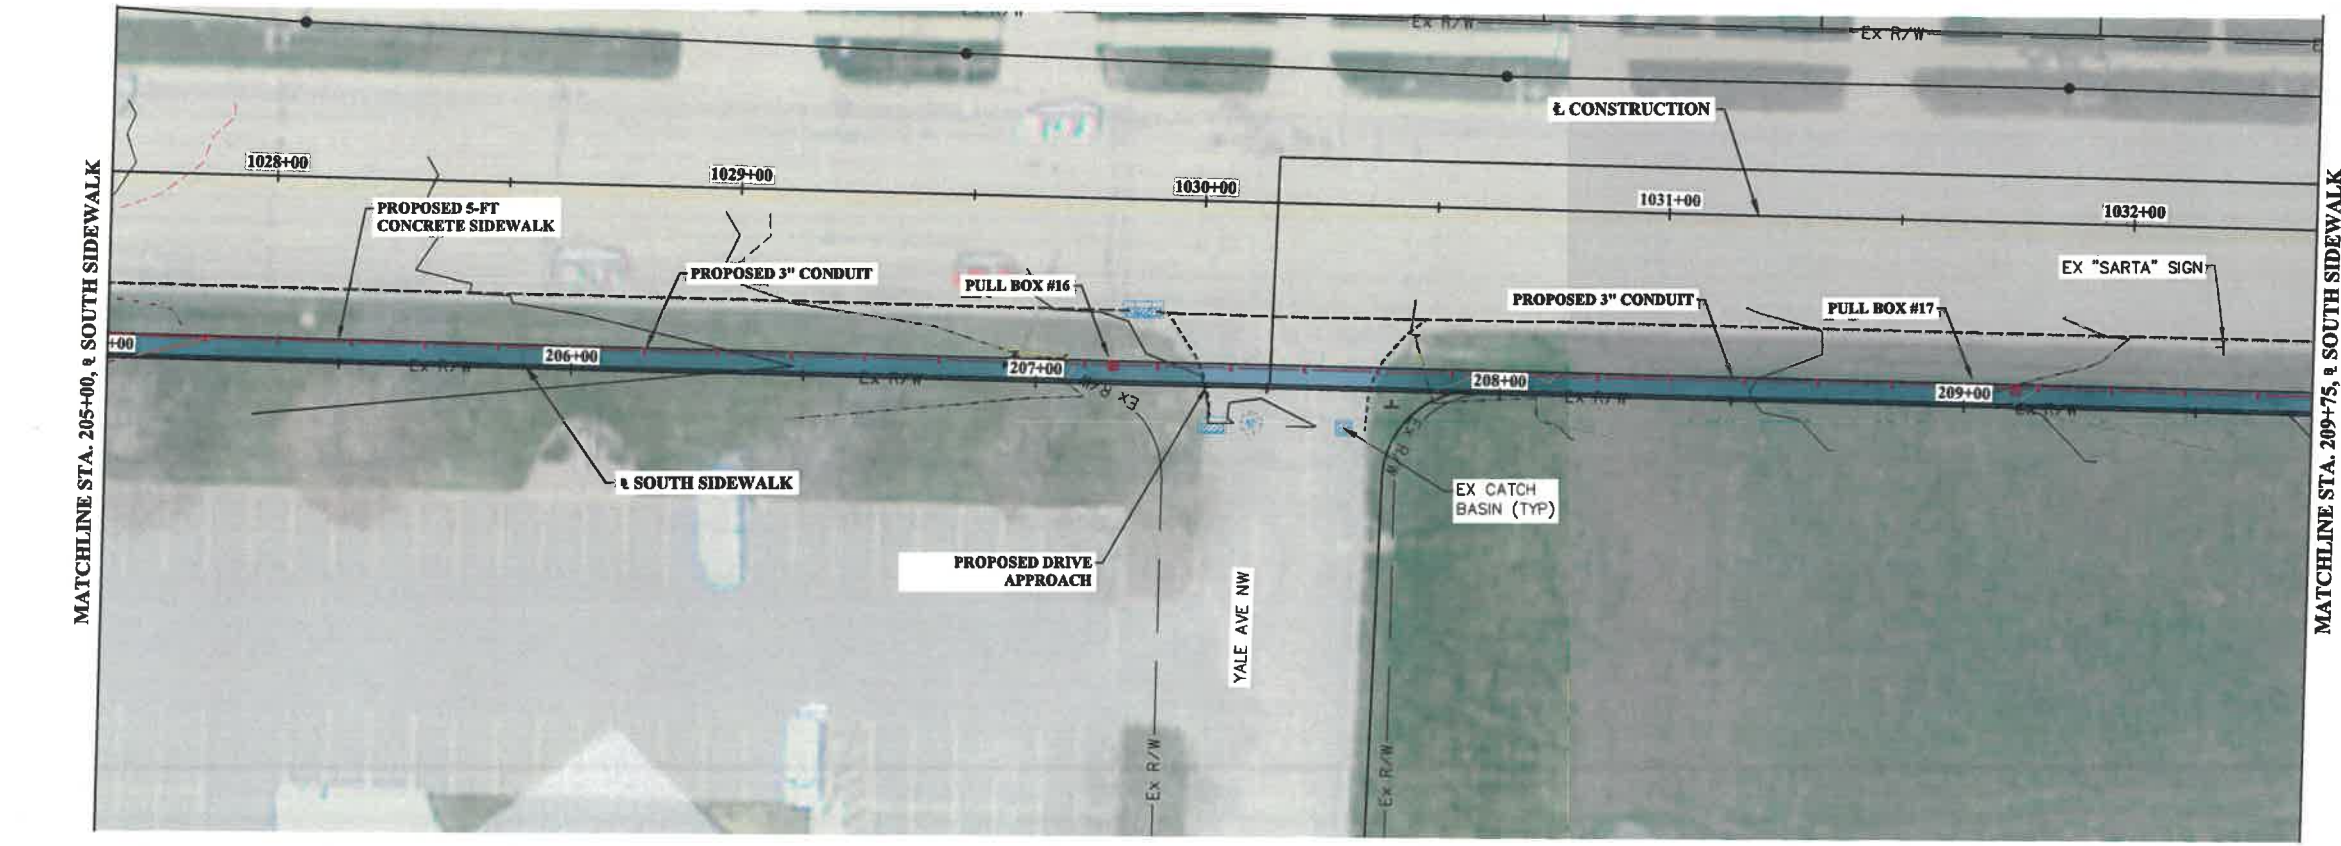 Ex R/W
Ex R/W
Ex R/W
℄ CONSTRUCTION
1028+00
1029+00
1030+00
1031+00
1032+00
PROPOSED 5-FT
CONCRETE SIDEWALK
PROPOSED 3" CONDUIT
PULL BOX #16
PROPOSED 3" CONDUIT
PULL BOX #17
EX "SARTA" SIGN
MATCHLINE STA. 205+00, ℄ SOUTH SIDEWALK
MATCHLINE STA. 209+75, ℄ SOUTH SIDEWALK
+00
206+00
207+00
208+00
209+00
Ex R/W
Ex R/W
Ex R/W
Ex R/W
Ex R/W
Ex R/W
℄ SOUTH SIDEWALK
EX CATCH
BASIN (TYP)
PROPOSED DRIVE
APPROACH
YALE AVE NW
Ex R/W
Ex R/W